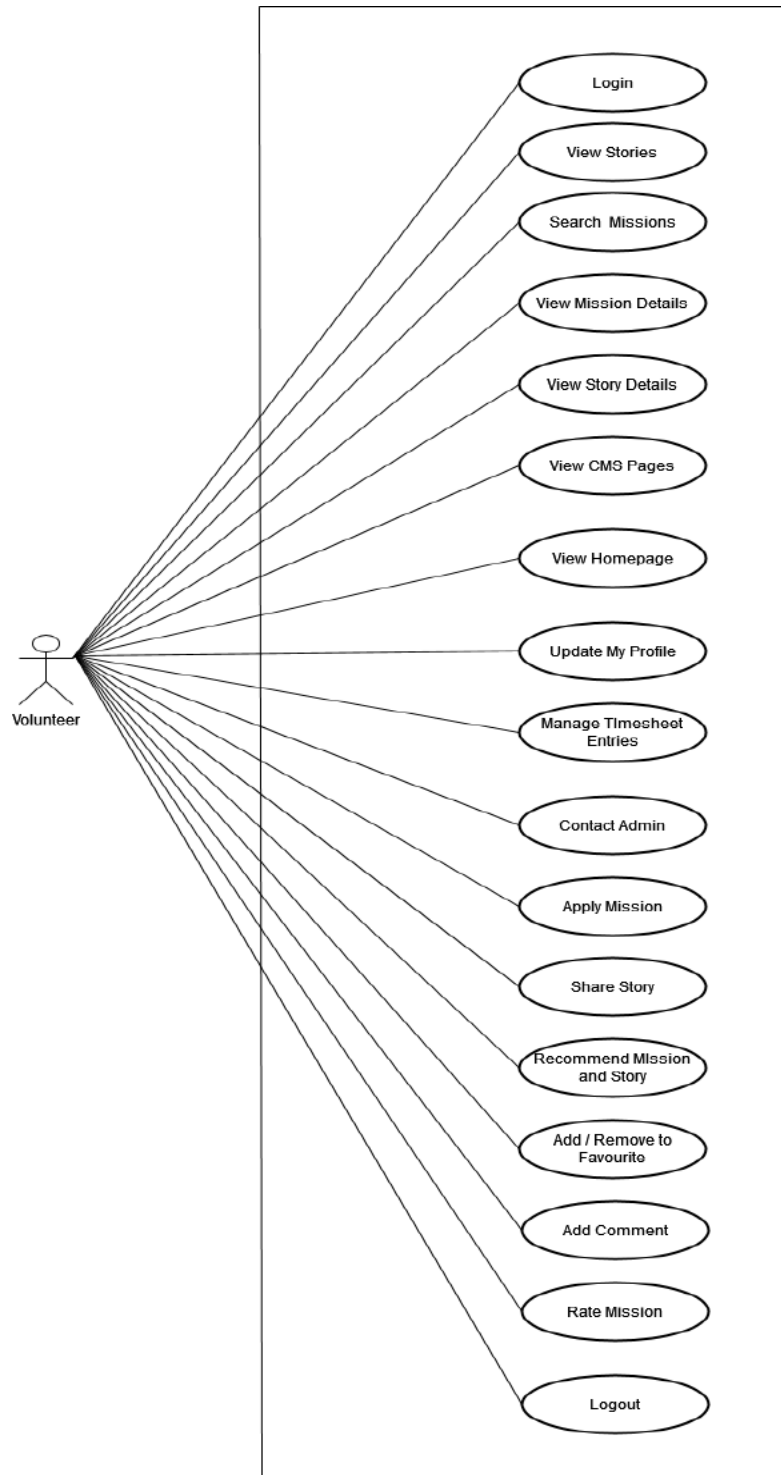 Login
View Stories
Search Missions
View Mission Details
View Story Details
View CMS Pages
View Homepage
Update My Profile
Volunteer
Manage TImesheet
Entries
Contact Admin
Apply Mission
Share Story
Recommend MIssion
and Story
Add / Remove to
Favourite
Add Comment
Rate Mission
Logout